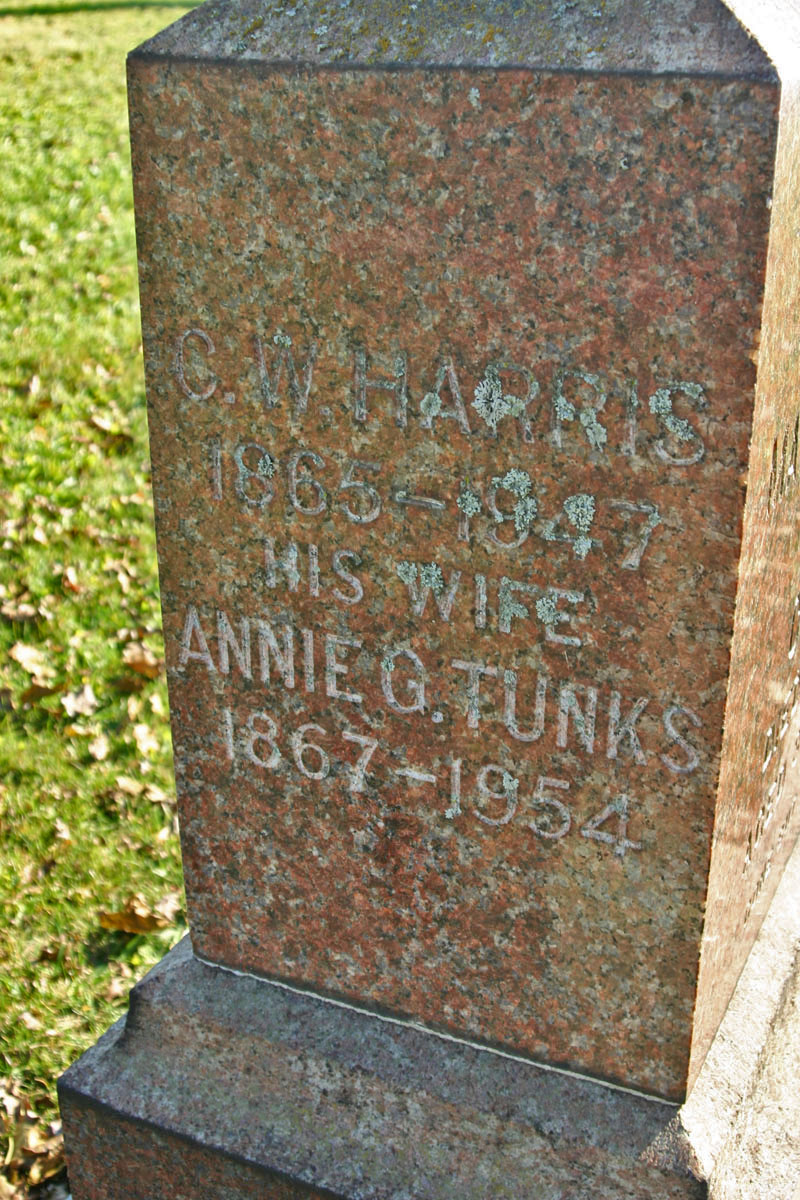 C. W. HARRIS
1865 – 1947
HIS WIFE
ANNIE G. TUNKS
1867 – 1954